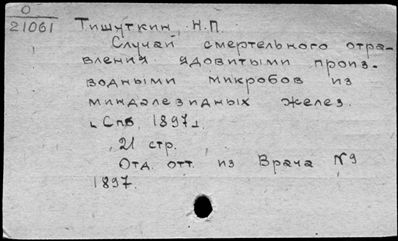 О
21061 Тишуткин, Н.П.
Случай смертельного отра-
вления ядовитыми произ-
водными микробов из
миндалевидных желез.
[Спб, 1897].
21 стр.
Отд. отт. из Врача №9
1897.